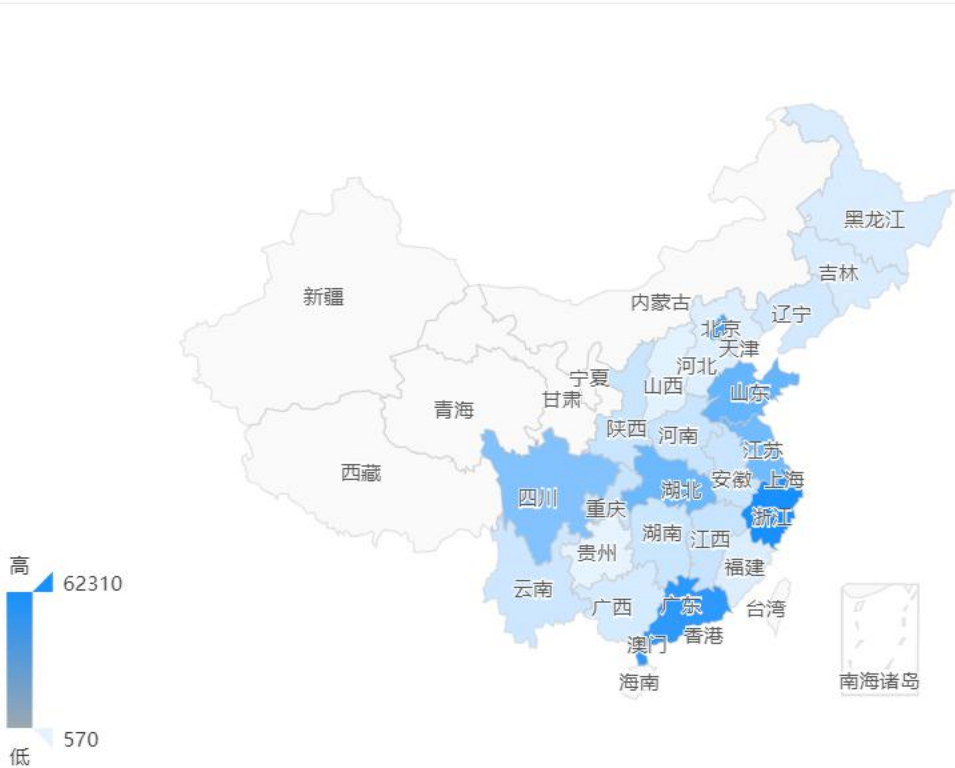 黑龙江
吉林
新疆
内蒙古
辽宁
北京
天津
河北
宁夏
山西
甘肃
山东
青海
陕西
河南
江苏
西藏
安徽
上海
四川
湖北
重庆
浙江
湖南
江西
贵州
福建
高
62310
云南
广西
广东
台湾
香港
澳门
海南
南海诸岛
570
低